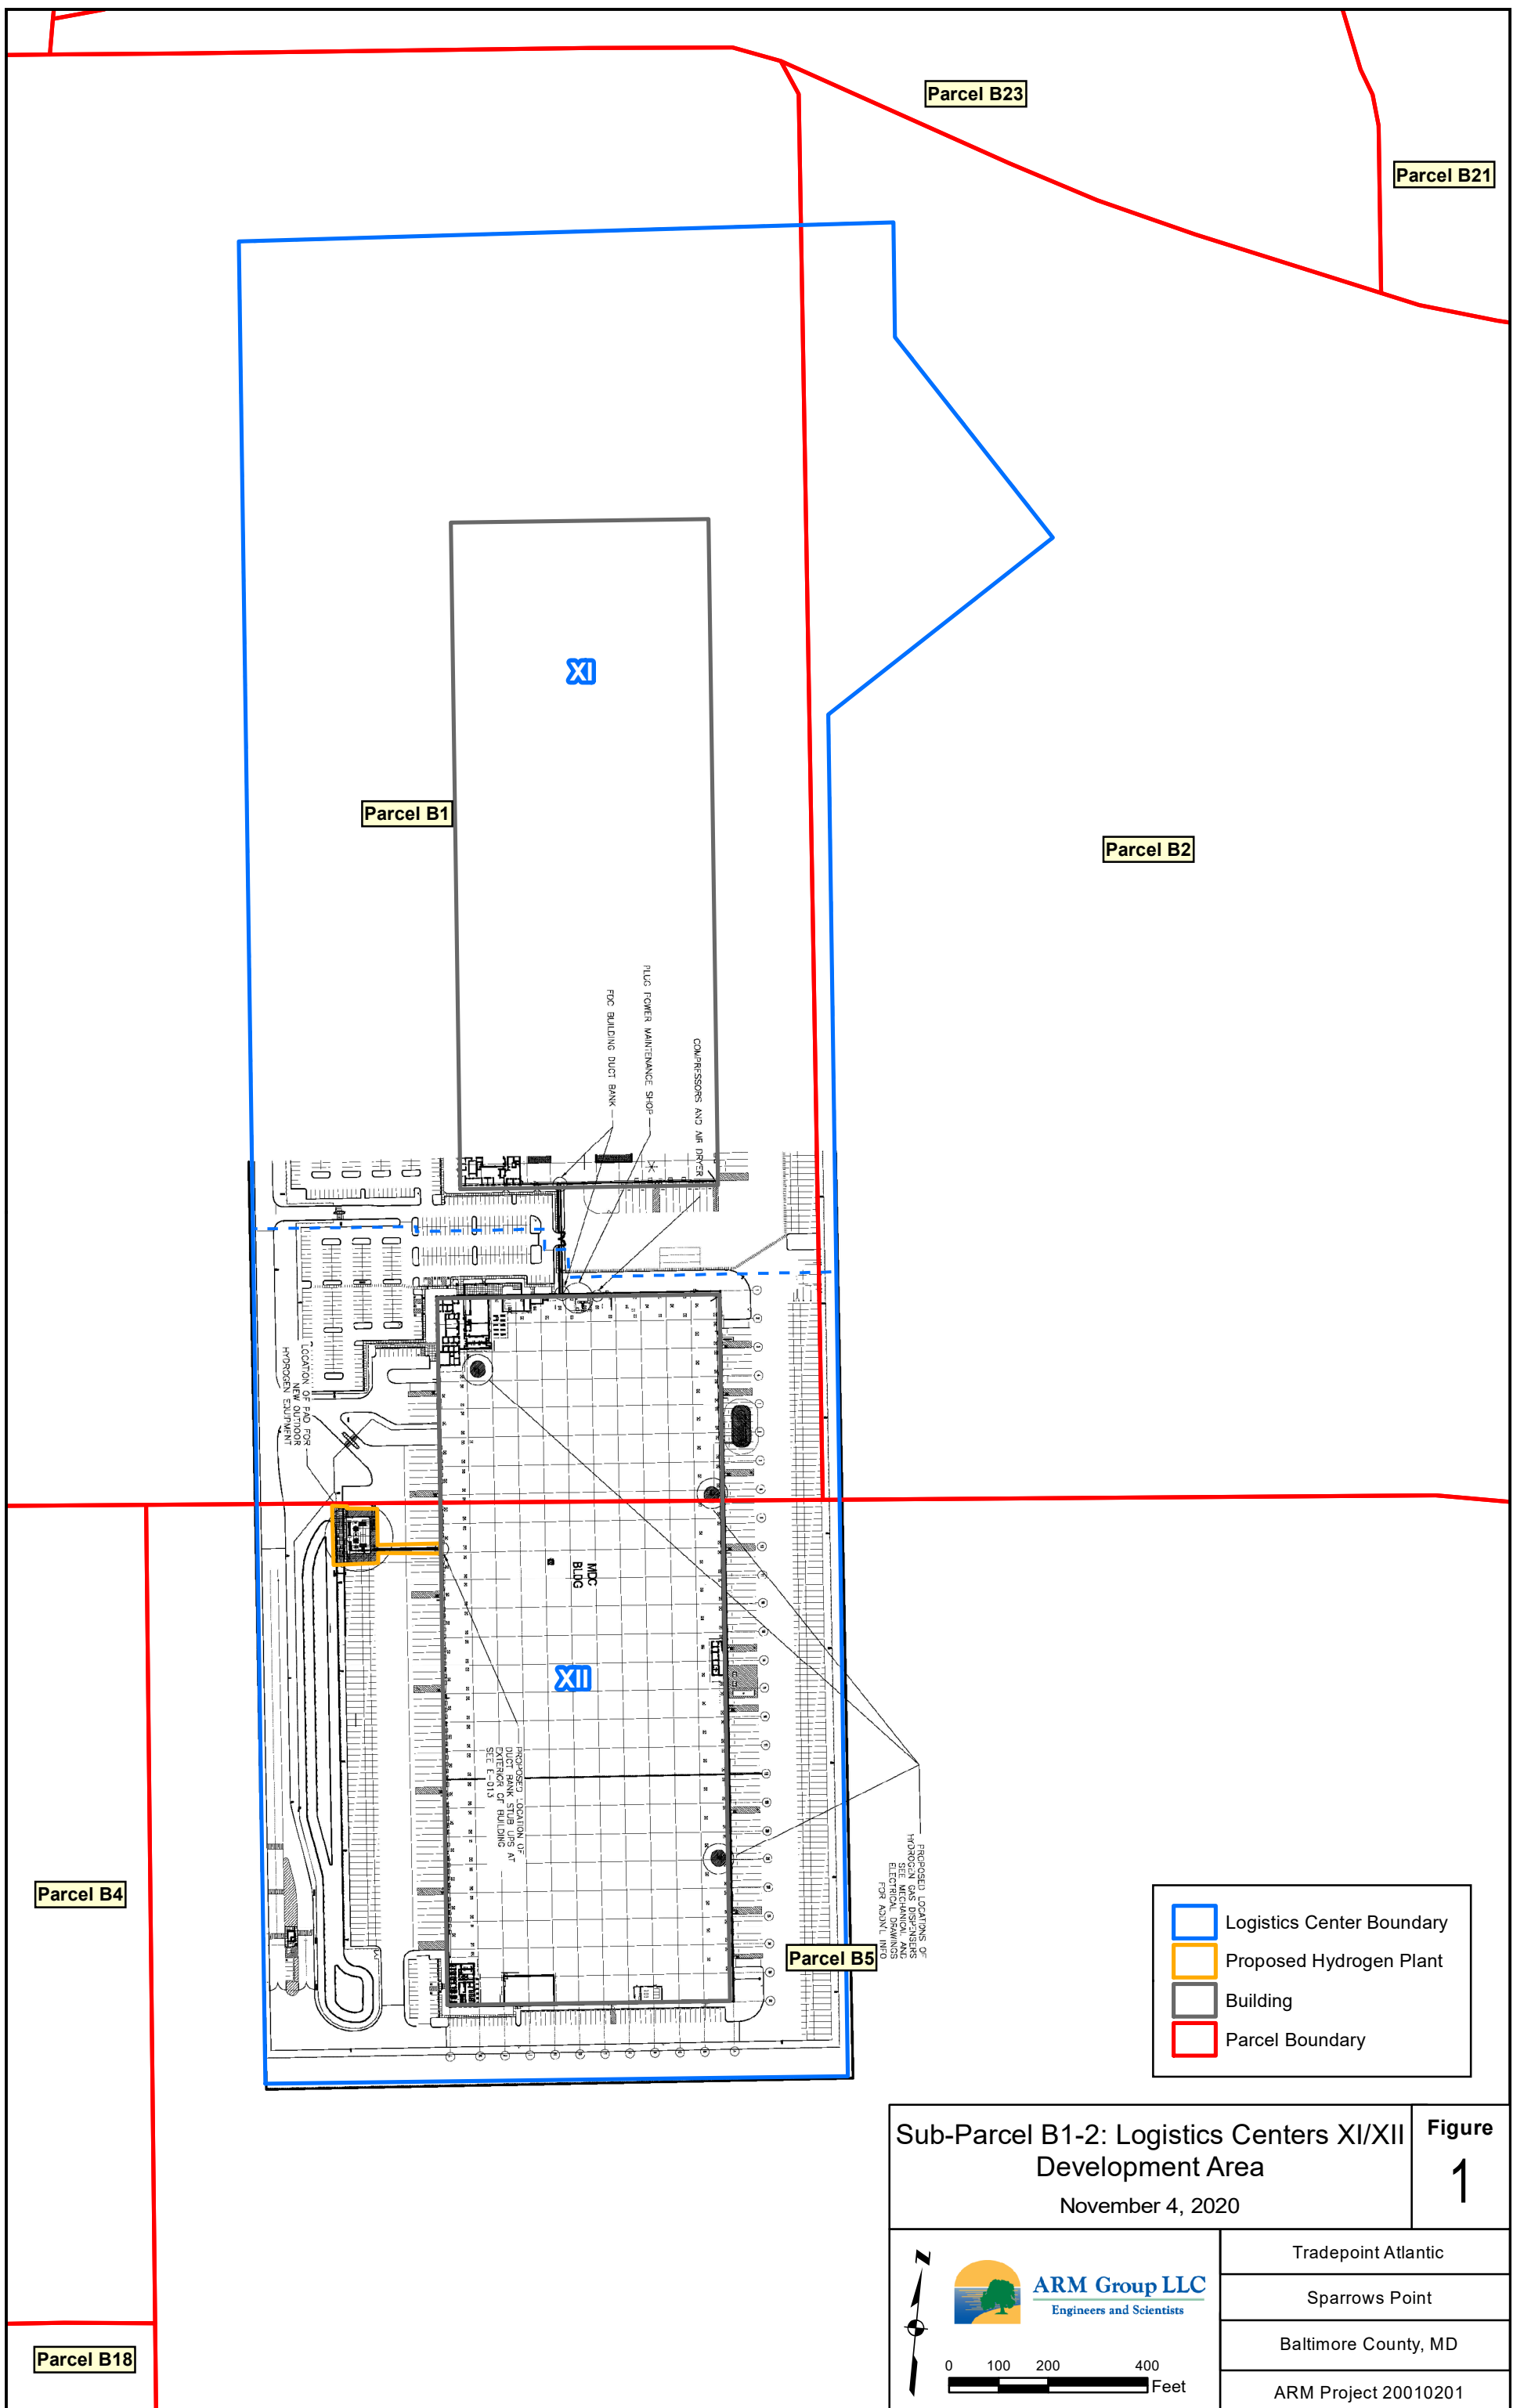 Parcel B23
Parcel B21
XI
Parcel B1
Parcel B2
PLUG POWER MAINTENANCE SHOP
FDC BUILDING DUCT BANK
COMPRESSORS AND AIR DRYER
LOCATION OF PAD FOR
NEW OUTDOOR
HYDROGEN EQUIPMENT
MDC
BLDG
XII
PROPOSED LOCATION OF
DUCT BANK STUB UPS AT
EXTERIOR OF BUILDING
SEE E-013
PROPOSED LOCATIONS OF
HYDROGEN GAS DISPENSERS
SEE MECHANICAL AND
ELECTRICAL DRAWINGS
FOR ADDN'L INFO
Parcel B4
Parcel B5
Logistics Center Boundary
Proposed Hydrogen Plant
Building
Parcel Boundary
Sub-Parcel B1-2: Logistics Centers XI/XII
Development Area
November 4, 2020
Figure
1
N
ARM Group LLC
Engineers and Scientists
0 100 200 400
Feet
Tradepoint Atlantic
Sparrows Point
Baltimore County, MD
ARM Project 20010201
Parcel B18